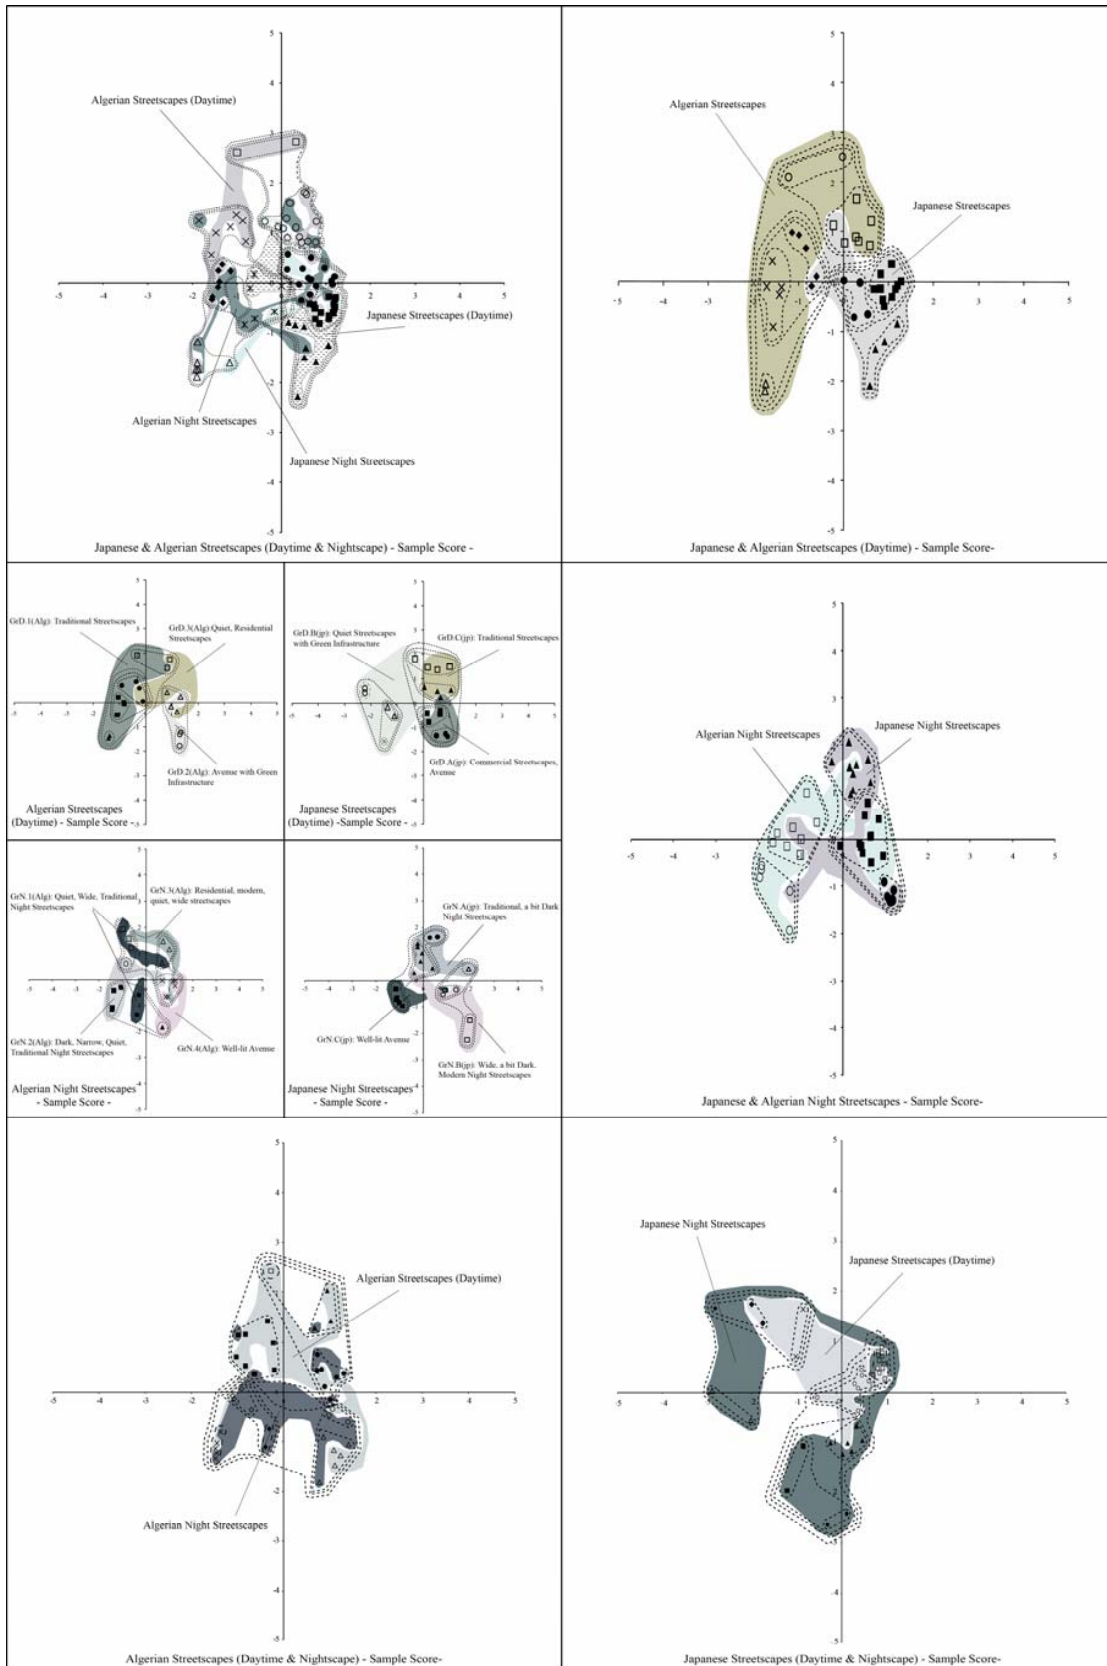 Algerian Streetscapes (Daytime)
Japanese Streetscapes (Daytime)
Algerian Night Streetscapes
Japanese Night Streetscapes
Japanese & Algerian Streetscapes (Daytime & Nightscape) - Sample Score -
Algerian Streetscapes
Japanese Streetscapes
Japanese & Algerian Streetscapes (Daytime) - Sample Score-
GrD.1(Alg): Traditional Streetscapes
GrD.3(Alg):Quiet, Residential
Streetscapes
GrD.2(Alg): Avenue with Green
Infrastructure
Algerian Streetscapes
(Daytime) - Sample Score -
GrD.B(jp): Quiet Streetscapes
with Green Infrastructure
GrD.C(jp): Traditional Streetscapes
GrD.A(jp): Commercial Streetscapes,
Avenue
Japanese Streetscapes
(Daytime) -Sample Score -
Algerian Night Streetscapes
Japanese Night Streetscapes
Japanese & Algerian Night Streetscapes - Sample Score-
GrN.1(Alg): Quiet, Wide, Traditional
Night Streetscapes
GrN.3(Alg): Residential, modern,
quiet, wide streetscapes
GrN.2(Alg): Dark, Narrow, Quiet,
Traditional Night Streetscapes
GrN.4(Alg): Well-lit Avenue
Algerian Night Streetscapes
- Sample Score -
GrN.A(jp): Traditional, a bit Dark
Night Streetscapes
GrN.C(jp): Well-lit Avenue
GrN.B(jp): Wide, a bit Dark,
Modern Night Streetscapes
Japanese Night Streetscapes
- Sample Score -
Algerian Streetscapes (Daytime)
Algerian Night Streetscapes
Algerian Streetscapes (Daytime & Nightscape) - Sample Score-
Japanese Night Streetscapes
Japanese Streetscapes (Daytime)
Japanese Streetscapes (Daytime & Nightscape) - Sample Score-